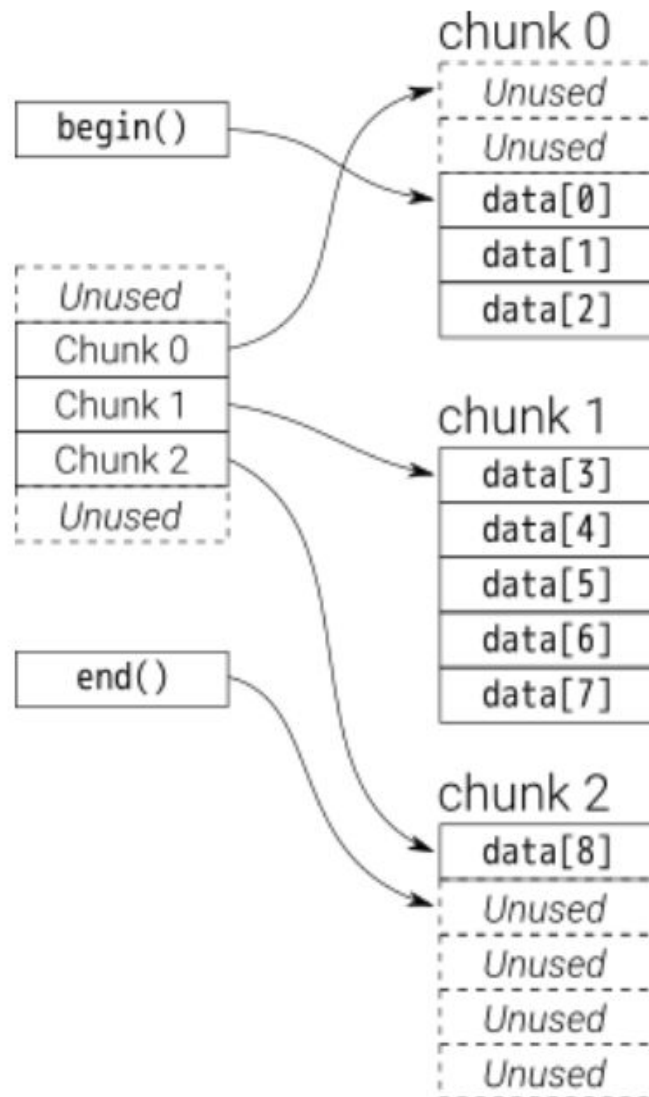 chunk 0
Unused
Unused
data[0]
data[1]
data[2]
begin()
Unused
Chunk 0
Chunk 1
Chunk 2
Unused
chunk 1
data[3]
data[4]
data[5]
data[6]
data[7]
end()
chunk 2
data[8]
Unused
Unused
Unused
Unused